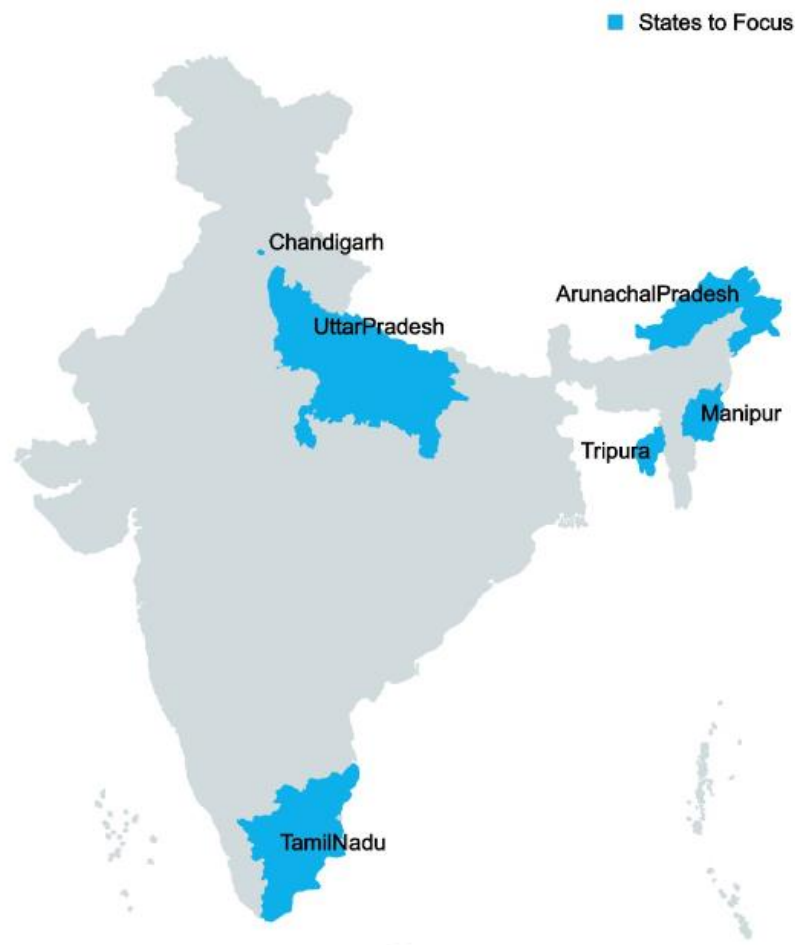 States to Focus
Chandigarh
ArunachalPradesh
UttarPradesh
Manipur
Tripura
TamilNadu